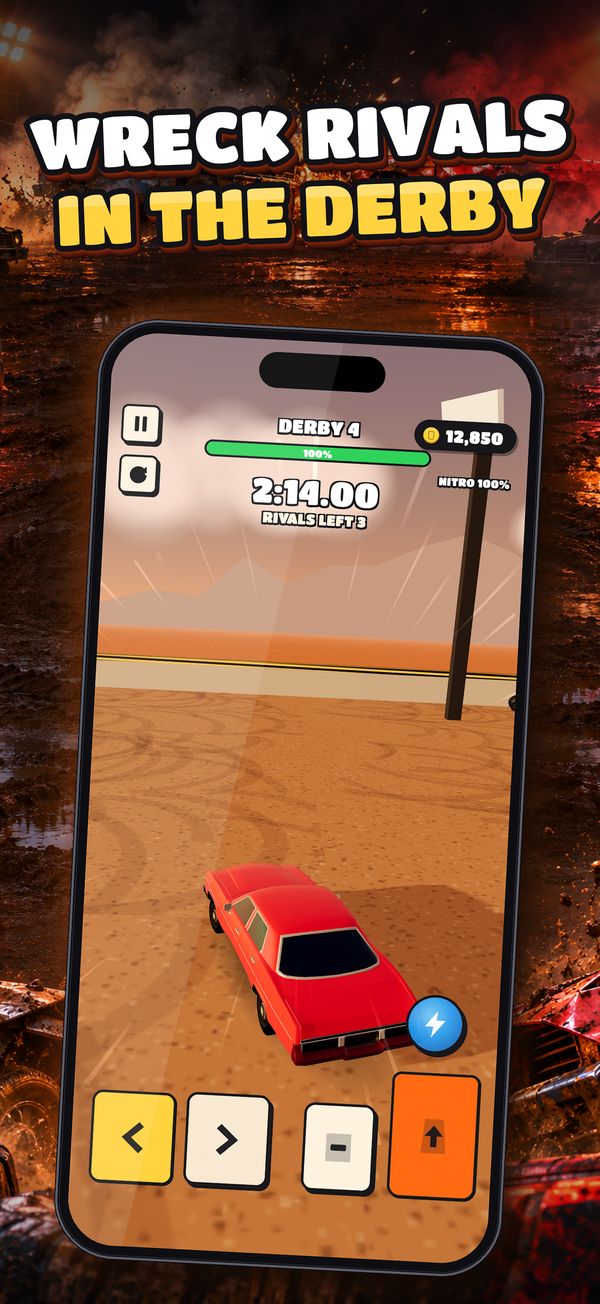 WRECK RIVALS
IN THE DERBY
DERBY 4
12,850
100%
NITRO 100%
2:14.00
RIVALS LEFT 3